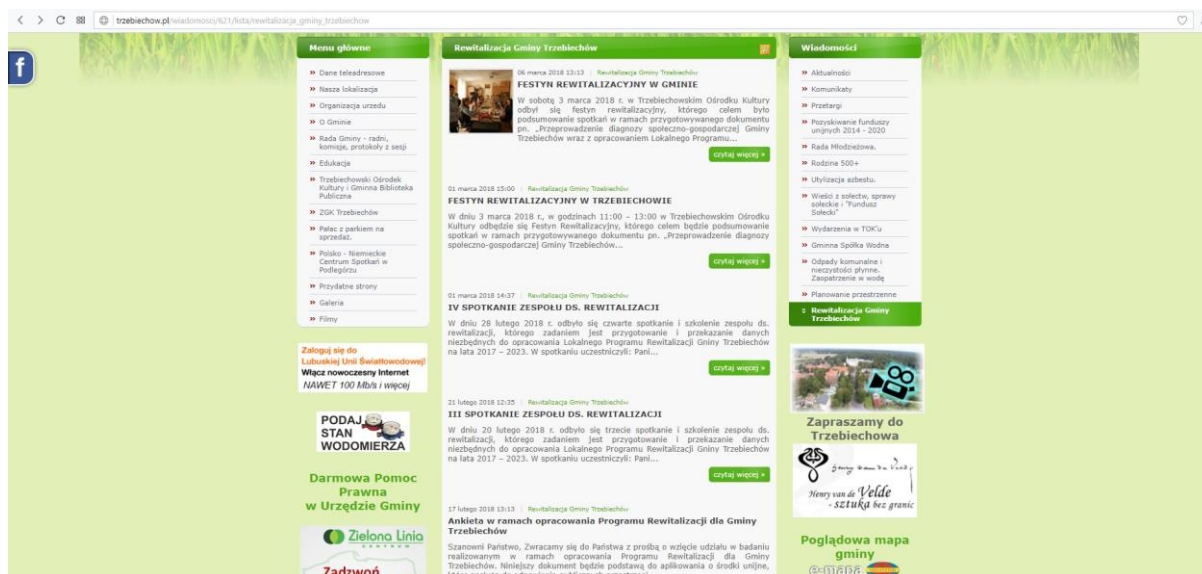 trzebiechow.pl/wiadomosci/621/lista/rewitalizacja_gminy_trzebiechow
f
Menu główne
» Dane teleadresowe
» Nasza lokalizacja
» Organizacja urzedu
» O Gminie
» Rada Gminy - radni,
komisje, protokoły z sesji
» Edukacja
» Trzebiechowski Ośrodek
Kultury i Gminna Biblioteka
Publiczna
» ZGK Trzebiechów
» Pałac z parkiem na
sprzedaż.
» Polsko - Niemieckie
Centrum Spotkań w
Podlegórzu
» Przydatne strony
» Galeria
» Filmy
Zaloguj się do
Lubuskiej Unii Światłowodowej!
Włącz nowoczesny Internet
NAWET 100 Mb/s i więcej
PODAJ
STAN
WODOMIERZA
Darmowa Pomoc
Prawna
w Urzędzie Gminy
Zielona Linia
CENTRUM
Zadzwoń
Rewitalizacja Gminy Trzebiechów
06 marca 2018 13:13 | Rewitalizacja Gminy Trzebiechów
FESTYN REWITALIZACYJNY W GMINIE
W sobotę 3 marca 2018 r. w Trzebiechowskim Ośrodku Kultury
odbył się festyn rewitalizacyjny, którego celem było
podsumowanie spotkań w ramach przygotowywanego dokumentu
pn. „Przeprowadzenie diagnozy społeczno-gospodarczej Gminy
Trzebiechów wraz z opracowaniem Lokalnego Programu...
czytaj więcej »
01 marca 2018 15:00 | Rewitalizacja Gminy Trzebiechów
FESTYN REWITALIZACYJNY W TRZEBIECHOWIE
W dniu 3 marca 2018 r., w godzinach 11:00 – 13:00 w Trzebiechowskim Ośrodku
Kultury odbędzie się Festyn Rewitalizacyjny, którego celem będzie podsumowanie
spotkań w ramach przygotowywanego dokumentu pn. „Przeprowadzenie diagnozy
społeczno-gospodarczej Gminy Trzebiechów...
czytaj więcej »
01 marca 2018 14:37 | Rewitalizacja Gminy Trzebiechów
IV SPOTKANIE ZESPOŁU DS. REWITALIZACJI
W dniu 28 lutego 2018 r. odbyło się czwarte spotkanie i szkolenie zespołu ds.
rewitalizacji, którego zadaniem jest przygotowanie i przekazanie danych
niezbędnych do opracowania Lokalnego Programu Rewitalizacji Gminy Trzebiechów
na lata 2017 – 2023. W spotkaniu uczestniczyli: Pani...
czytaj więcej »
21 lutego 2018 12:35 | Rewitalizacja Gminy Trzebiechów
III SPOTKANIE ZESPOŁU DS. REWITALIZACJI
W dniu 20 lutego 2018 r. odbyło się trzecie spotkanie i szkolenie zespołu ds.
rewitalizacji, którego zadaniem jest przygotowanie i przekazanie danych
niezbędnych do opracowania Lokalnego Programu Rewitalizacji Gminy Trzebiechów
na lata 2017 – 2023. W spotkaniu uczestniczyli: Pani...
czytaj więcej »
17 lutego 2018 13:13 | Rewitalizacja Gminy Trzebiechów
Ankieta w ramach opracowania Programu Rewitalizacji dla Gminy
Trzebiechów
Szanowni Państwo, Zwracamy się do Państwa z prośbą o wzięcie udziału w badaniu
realizowanym w ramach opracowania Programu Rewitalizacji dla Gminy
Trzebiechów. Niniejszy dokument będzie podstawą do aplikowania o środki unijne,
Wiadomości
» Aktualności
» Komunikaty
» Przetargi
» Pozyskiwanie funduszy
unijnych 2014 - 2020
» Rada Młodzieżowa.
» Rodzina 500+
» Utylizacja azbestu.
» Wieści z sołectw, sprawy
sołeckie i "Fundusz
Sołecki"
» Wydarzenia w TOK'u
» Gminna Spółka Wodna
» Odpady komunalne i
nieczystości płynne.
Zaopatrzenie w wodę
» Planowanie przestrzenne
Rewitalizacja Gminy
Trzebiechów
Zapraszamy do
Trzebiechowa
Henry van de Velde
- sztuka bez granic
Poglądowa mapa
gminy
e-mapa